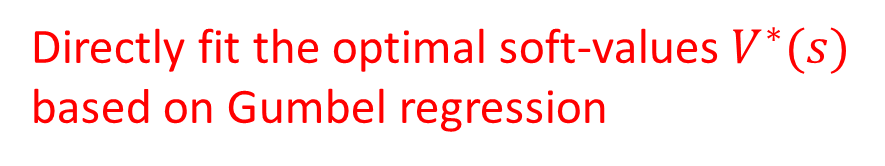 Directly fit the optimal soft-values V*(s)
based on Gumbel regression